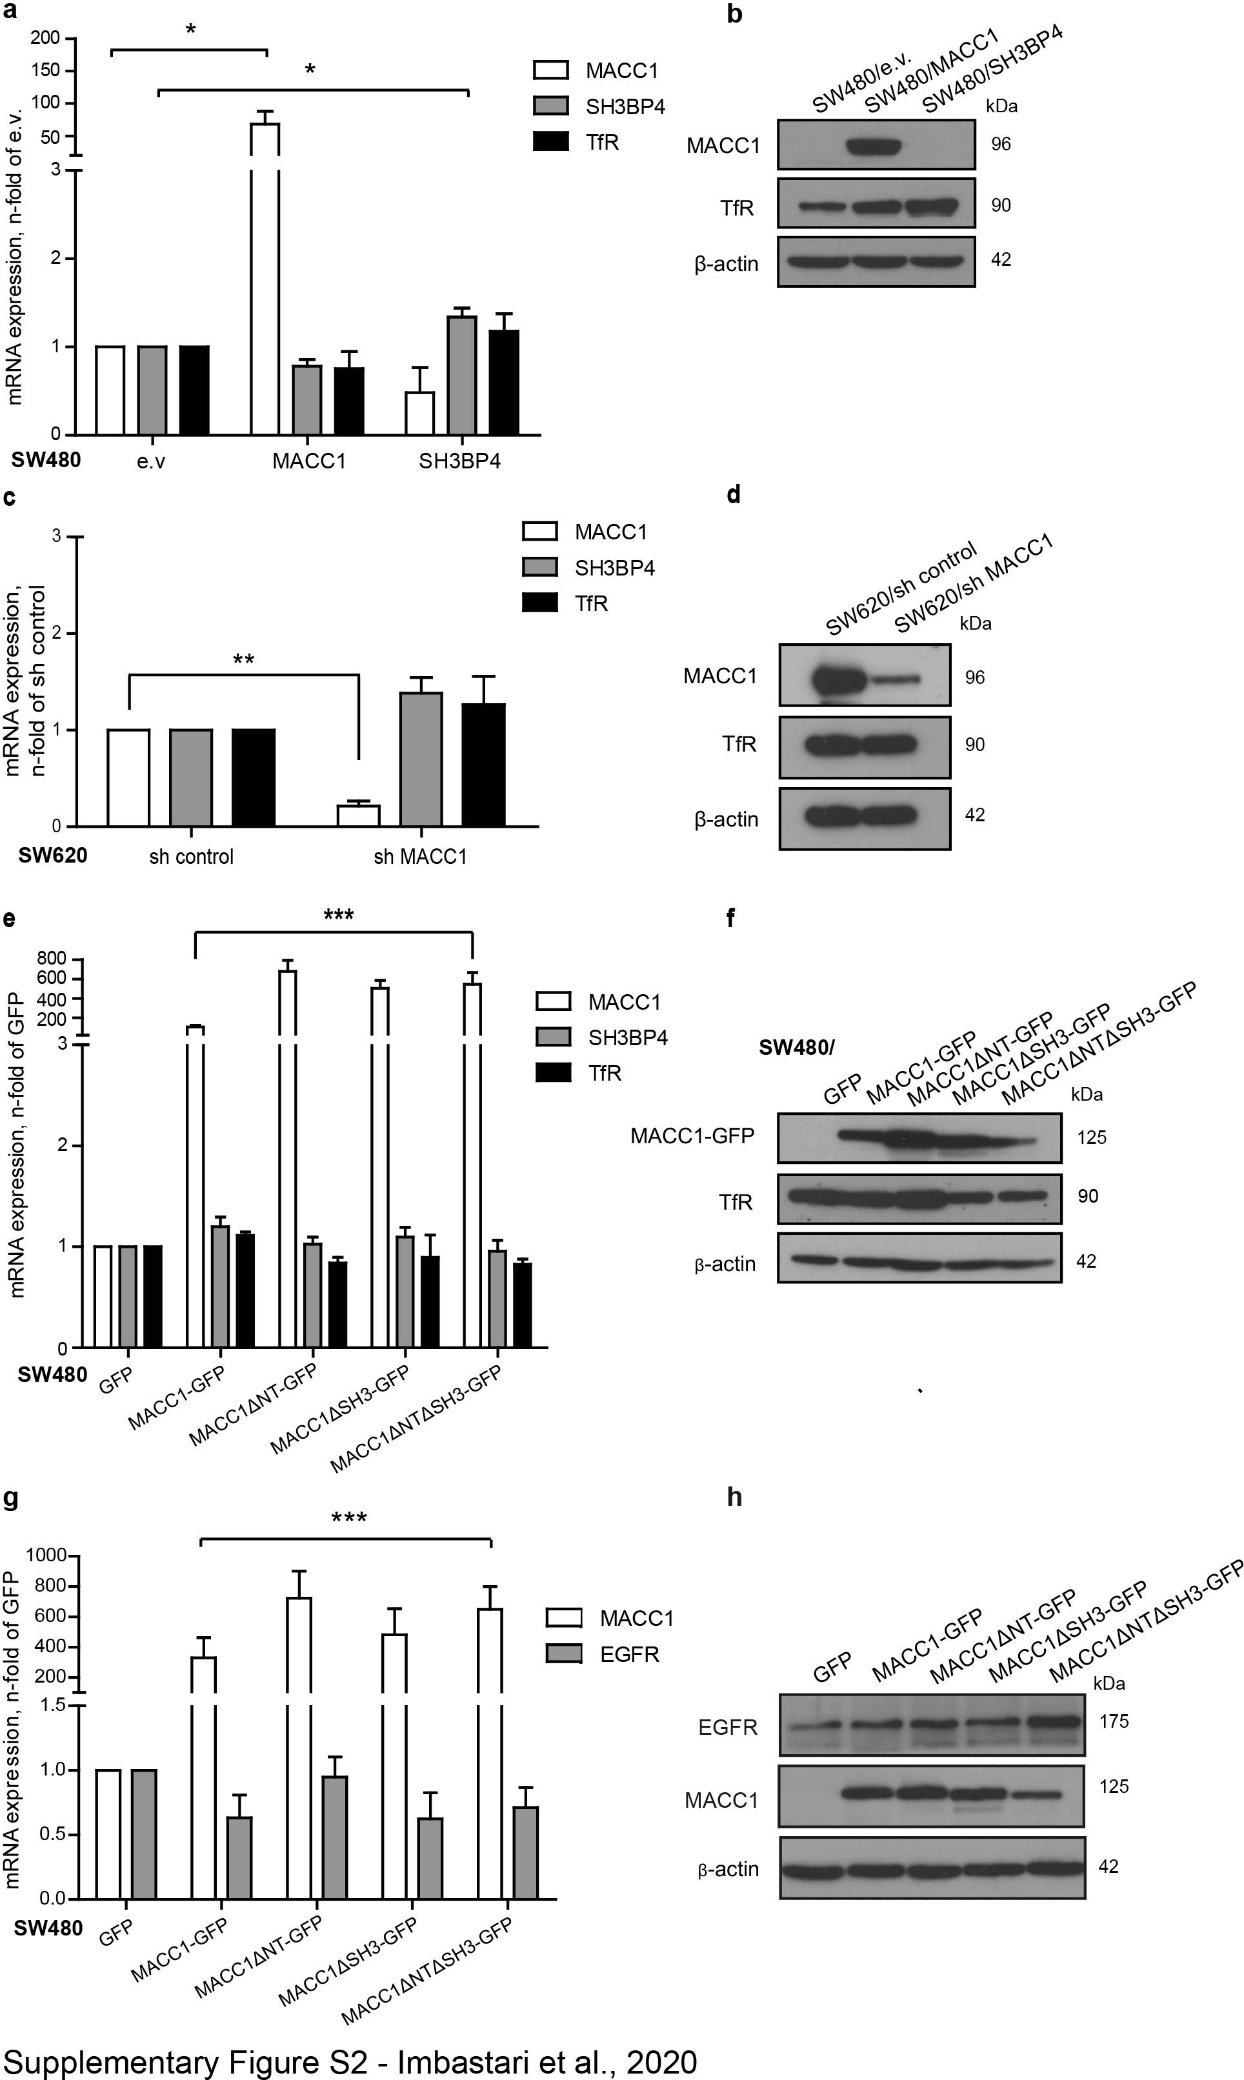 a
mRNA expression, n-fold of e.v.
200
150
100
50
3
2
1
0
*
*
MACC1
SH3BP4
TfR
SW480
e.v
MACC1
SH3BP4
b
SW480/e.v.
SW480/MACC1
SW480/SH3BP4
kDa
MACC1
96
TfR
90
β-actin
42
c
mRNA expression,
n-fold of sh control
3
2
1
0
**
MACC1
SH3BP4
TfR
SW620
sh control
sh MACC1
d
SW620/sh control
SW620/sh MACC1
kDa
MACC1
96
TfR
90
β-actin
42
e
mRNA expression, n-fold of GFP
800
600
400
200
3
2
1
0
***
MACC1
SH3BP4
TfR
SW480
GFP
MACC1-GFP
MACC1ΔNT-GFP
MACC1ΔSH3-GFP
MACC1ΔNTΔSH3-GFP
f
SW480/
GFP
MACC1-GFP
MACC1ΔNT-GFP
MACC1ΔSH3-GFP
MACC1ΔNTΔSH3-GFP
kDa
MACC1-GFP
125
TfR
90
β-actin
42
g
mRNA expression, n-fold of GFP
1000
800
600
400
200
1.5
1.0
0.5
0.0
***
MACC1
EGFR
SW480
GFP
MACC1-GFP
MACC1ΔNT-GFP
MACC1ΔSH3-GFP
MACC1ΔNTΔSH3-GFP
h
GFP
MACC1-GFP
MACC1ΔNT-GFP
MACC1ΔSH3-GFP
MACC1ΔNTΔSH3-GFP
kDa
EGFR
175
MACC1
125
β-actin
42
Supplementary Figure S2 - Imbastari et al., 2020